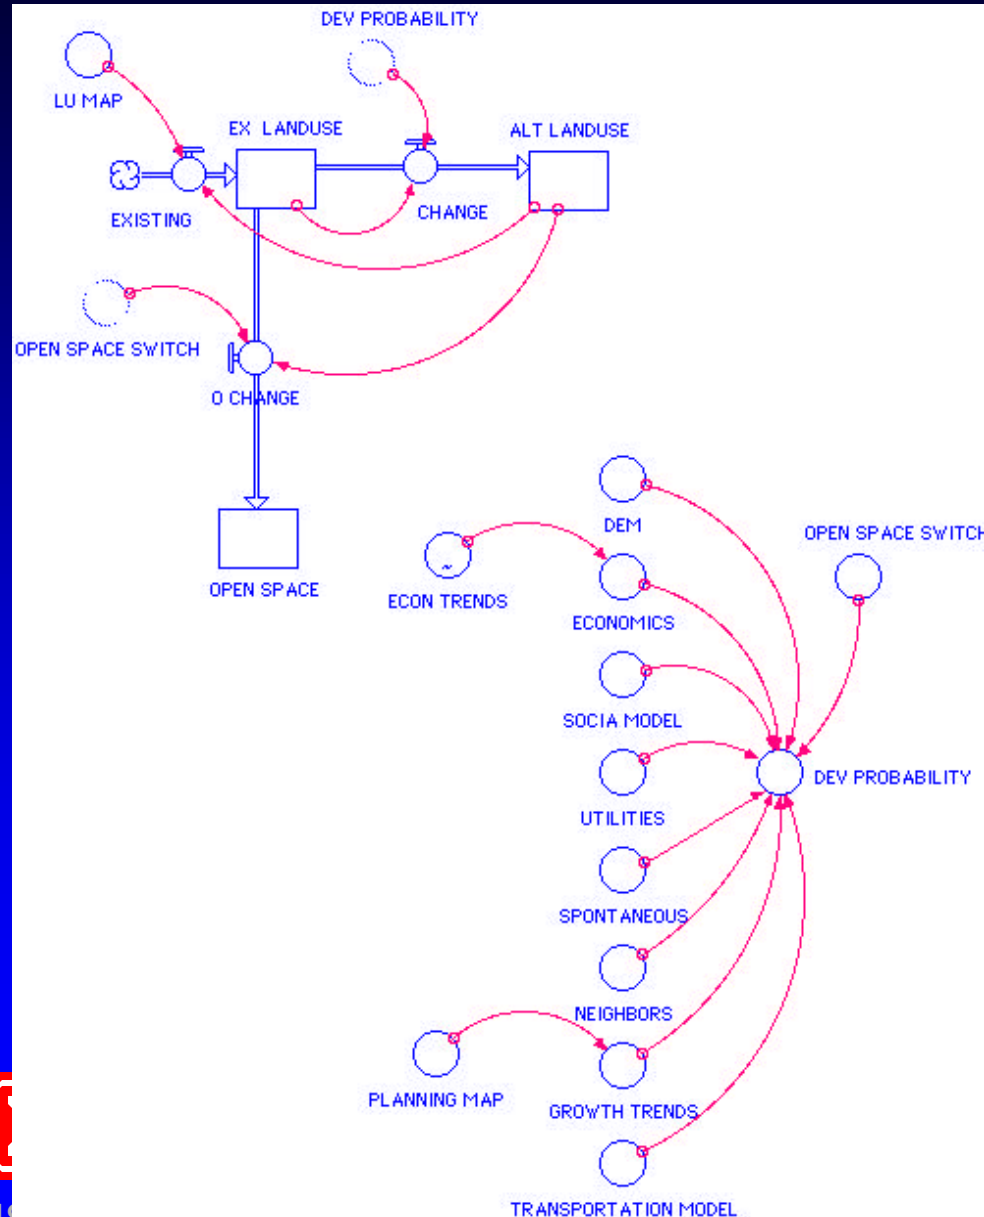 DEV PROBABILITY
LU MAP
EX LANDUSE
ALT LANDUSE
EXISTING
CHANGE
OPEN SPACE SWITCH
O CHANGE
OPEN SPACE
DEM
OPEN SPACE SWITCH
ECON TRENDS
ECONOMICS
SOCIA MODEL
DEV PROBABILITY
UTILITIES
SPONTANEOUS
NEIGHBORS
PLANNING MAP
GROWTH TRENDS
TRANSPORTATION MODEL